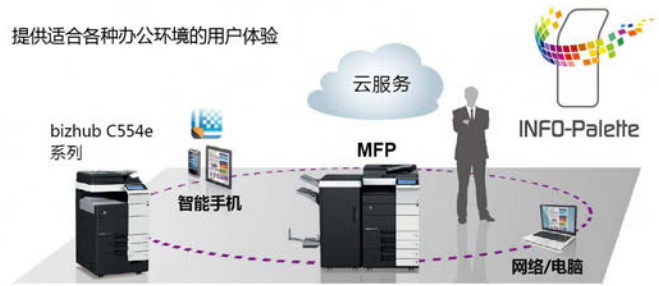 提供适合各种办公环境的用户体验
云服务
INFO-Palette
bizhub C554e
系列
MFP
智能手机
网络/电脑